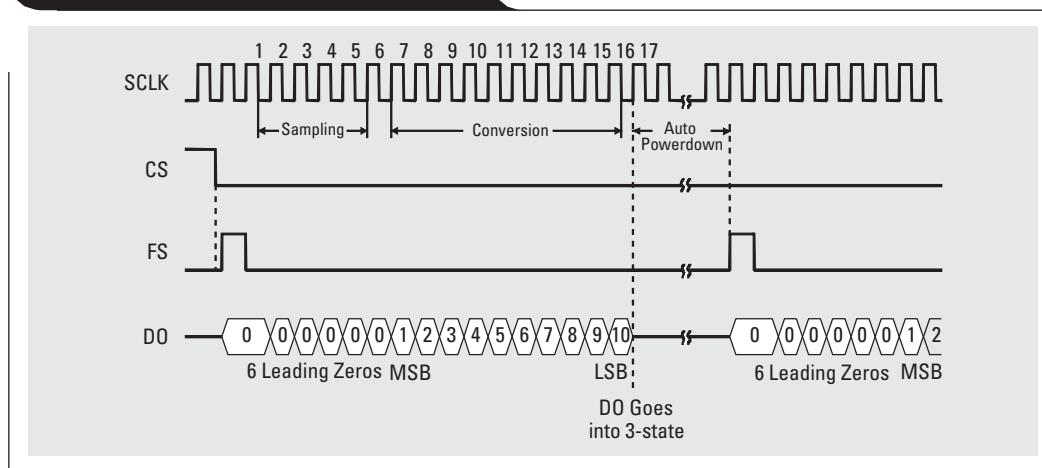 1 2 3 4 5 6 7 8 9 10 11 12 13 14 15 16 17
SCLK
Sampling
Conversion
Auto
Powerdown
CS
FS
DO
0 0 0 0 0 0 1 2 3 4 5 6 7 8 9 10
0 0 0 0 0 0 1 2
6 Leading Zeros MSB
LSB
6 Leading Zeros MSB
DO Goes
into 3-state